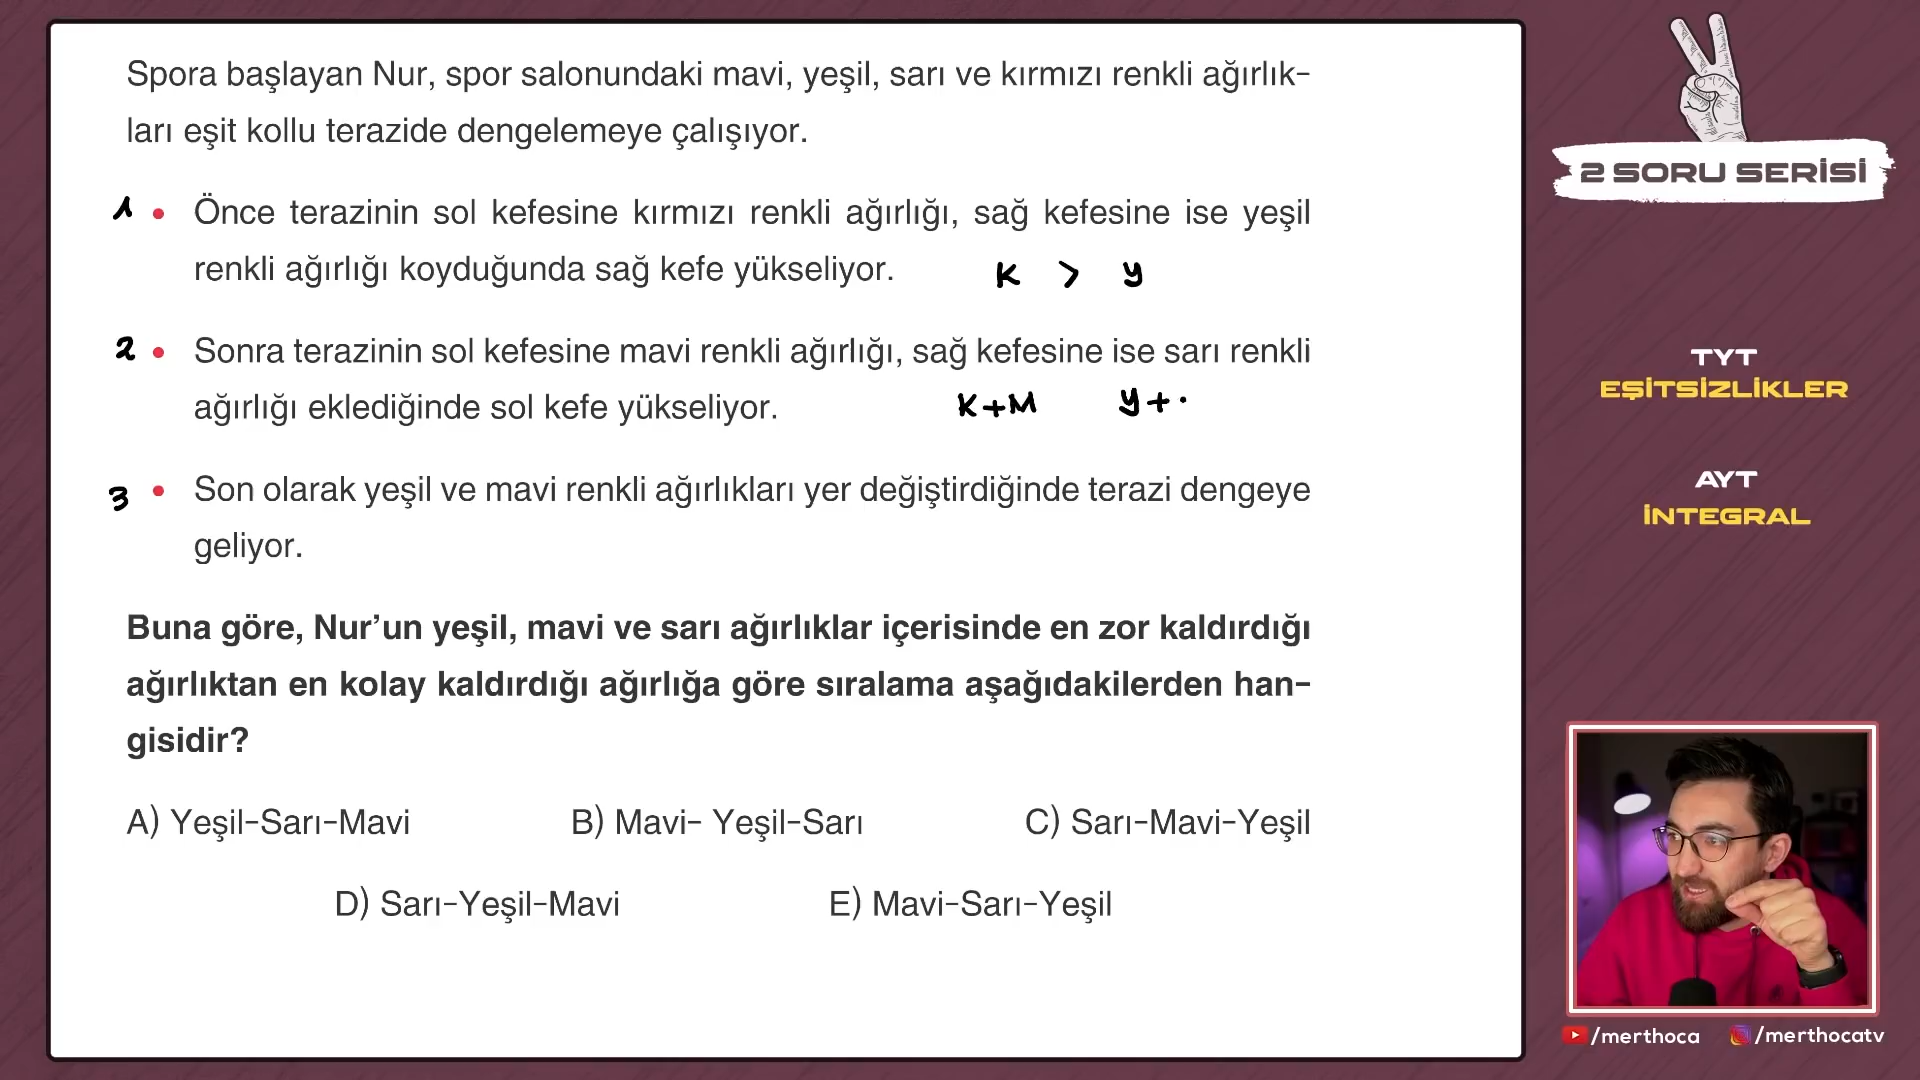 Spora başlayan Nur, spor salonundaki mavi, yeşil, sarı ve kırmızı renkli ağırlık-
ları eşit kollu terazide dengelemeye çalışıyor.
1 • Önce terazinin sol kefesine kırmızı renkli ağırlığı, sağ kefesine ise yeşil
renkli ağırlığı koyduğunda sağ kefe yükseliyor. K > y
2 • Sonra terazinin sol kefesine mavi renkli ağırlığı, sağ kefesine ise sarı renkli
ağırlığı eklediğinde sol kefe yükseliyor. K+M y+·
3 • Son olarak yeşil ve mavi renkli ağırlıkları yer değiştirdiğinde terazi dengeye
geliyor.
Buna göre, Nur’un yeşil, mavi ve sarı ağırlıklar içerisinde en zor kaldırdığı
ağırlıktan en kolay kaldırdığı ağırlığa göre sıralama aşağıdakilerden han-
gisidir?
A) Yeşil-Sarı-Mavi B) Mavi- Yeşil-Sarı C) Sarı-Mavi-Yeşil
D) Sarı-Yeşil-Mavi E) Mavi-Sarı-Yeşil
2 SORU SERİSİ
TYT
EŞİTSİZLİKLER
AYT
İNTEGRAL
/merthoca /merthocatv